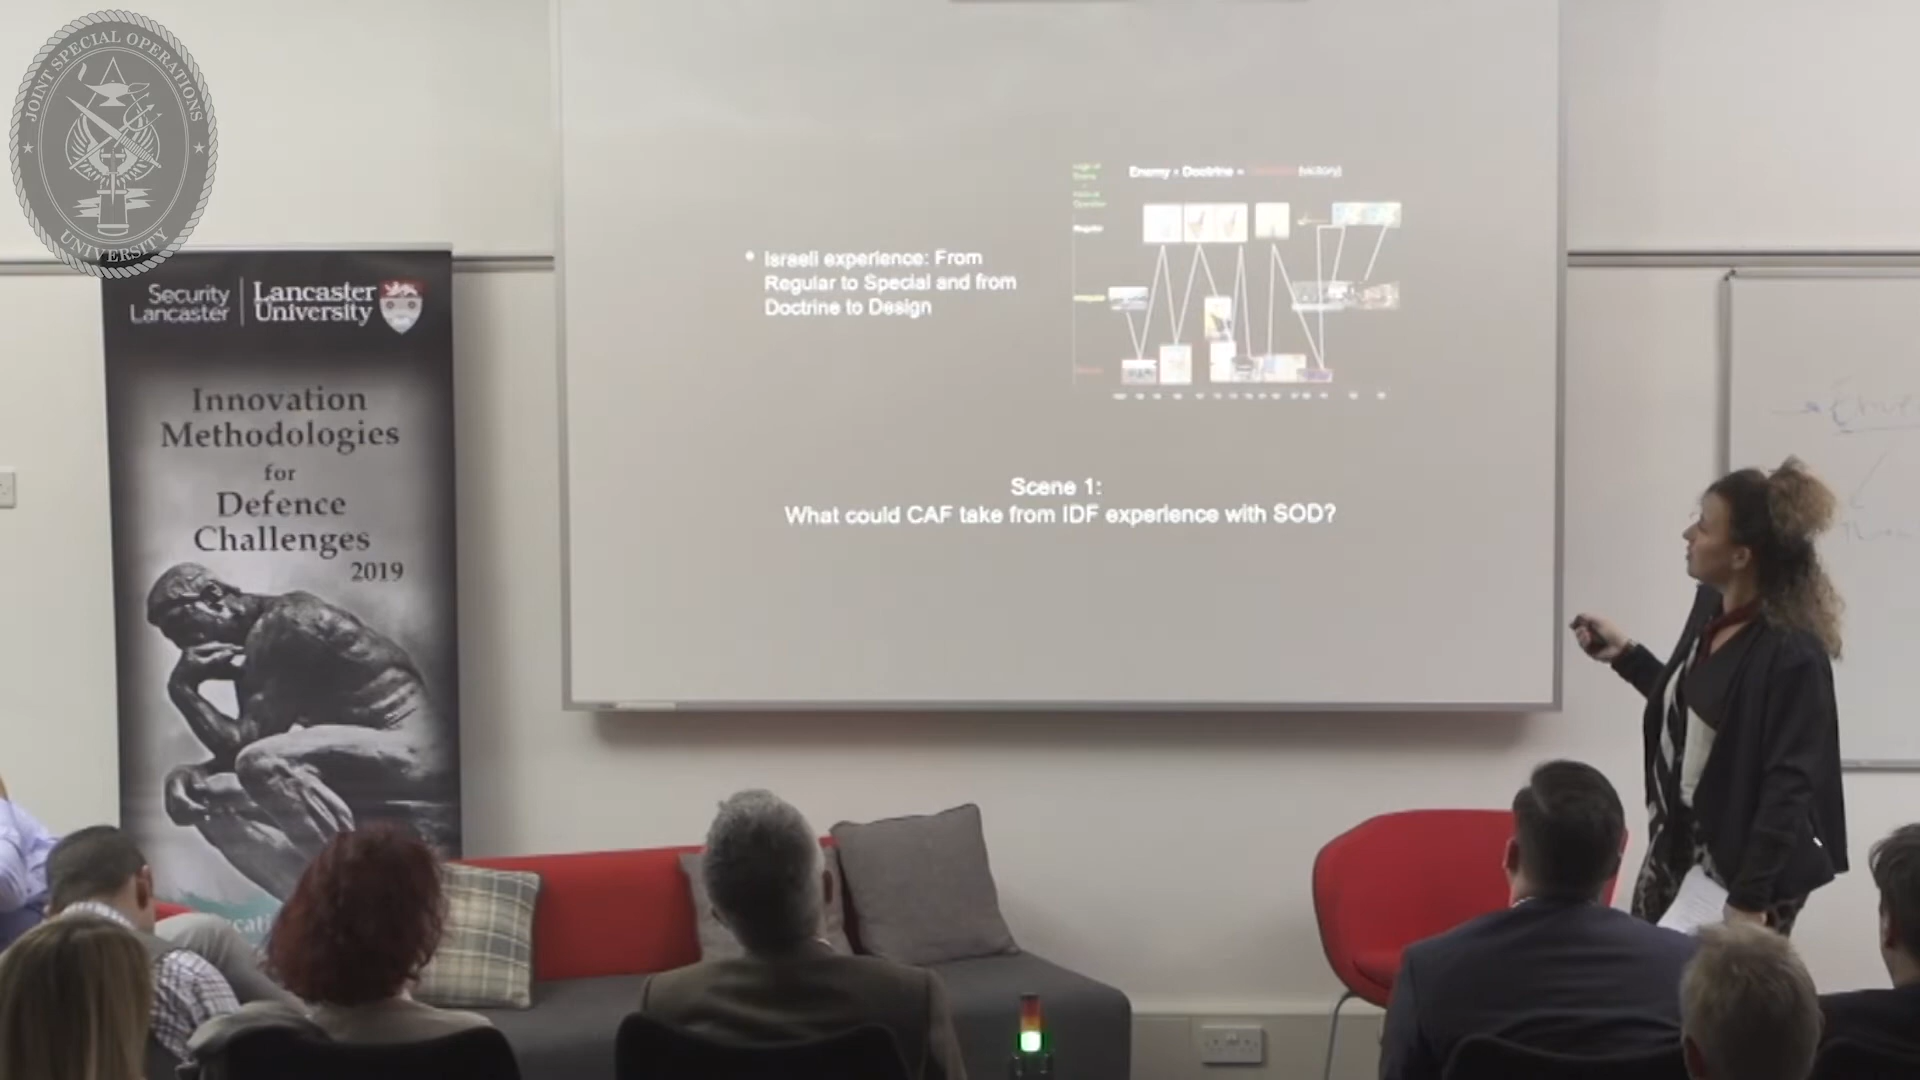 JOINT SPECIAL OPERATIONS
UNIVERSITY
Security
Lancaster
Lancaster
University
Innovation
Methodologies
for
Defence
Challenges
2019
Enemy
Doctrine
(victory)
Regular
• Israeli experience: From
Regular to Special and from
Doctrine to Design
Scene 1:
What could CAF take from IDF experience with SOD?